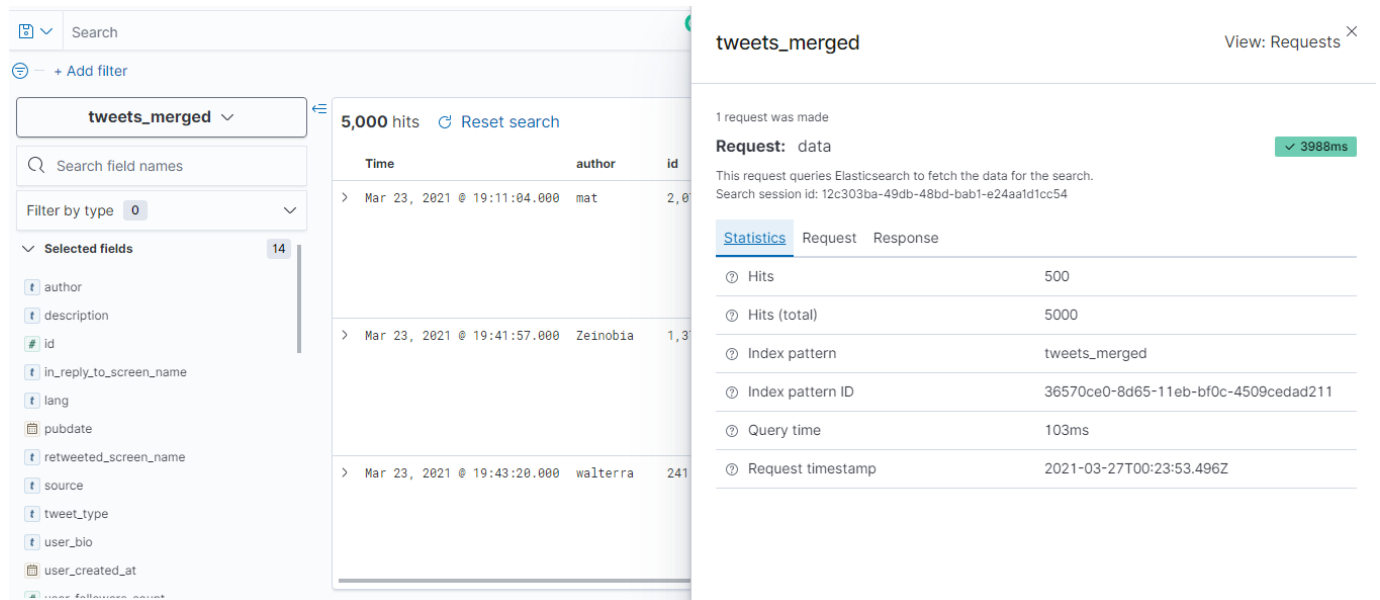 Search
+ Add filter
tweets_merged
Search field names
Filter by type 0
Selected fields 14
t author
t description
# id
t in_reply_to_screen_name
t lang
pubdate
t retweeted_screen_name
t source
t tweet_type
t user_bio
user_created_at
# user_followers_count
5,000 hits Reset search
Time author id
Mar 23, 2021 @ 19:11:04.000 mat 2,0
Mar 23, 2021 @ 19:41:57.000 Zeinobia 1,3
Mar 23, 2021 @ 19:43:20.000 walterra 241
tweets_merged
View: Requests
1 request was made
Request: data
3988ms
This request queries Elasticsearch to fetch the data for the search.
Search session id: 12c303ba-49db-48bd-bab1-e24aa1d1cc54
Statistics Request Response
Hits 500
Hits (total) 5000
Index pattern tweets_merged
Index pattern ID 36570ce0-8d65-11eb-bf0c-4509cedad211
Query time 103ms
Request timestamp 2021-03-27T00:23:53.496Z